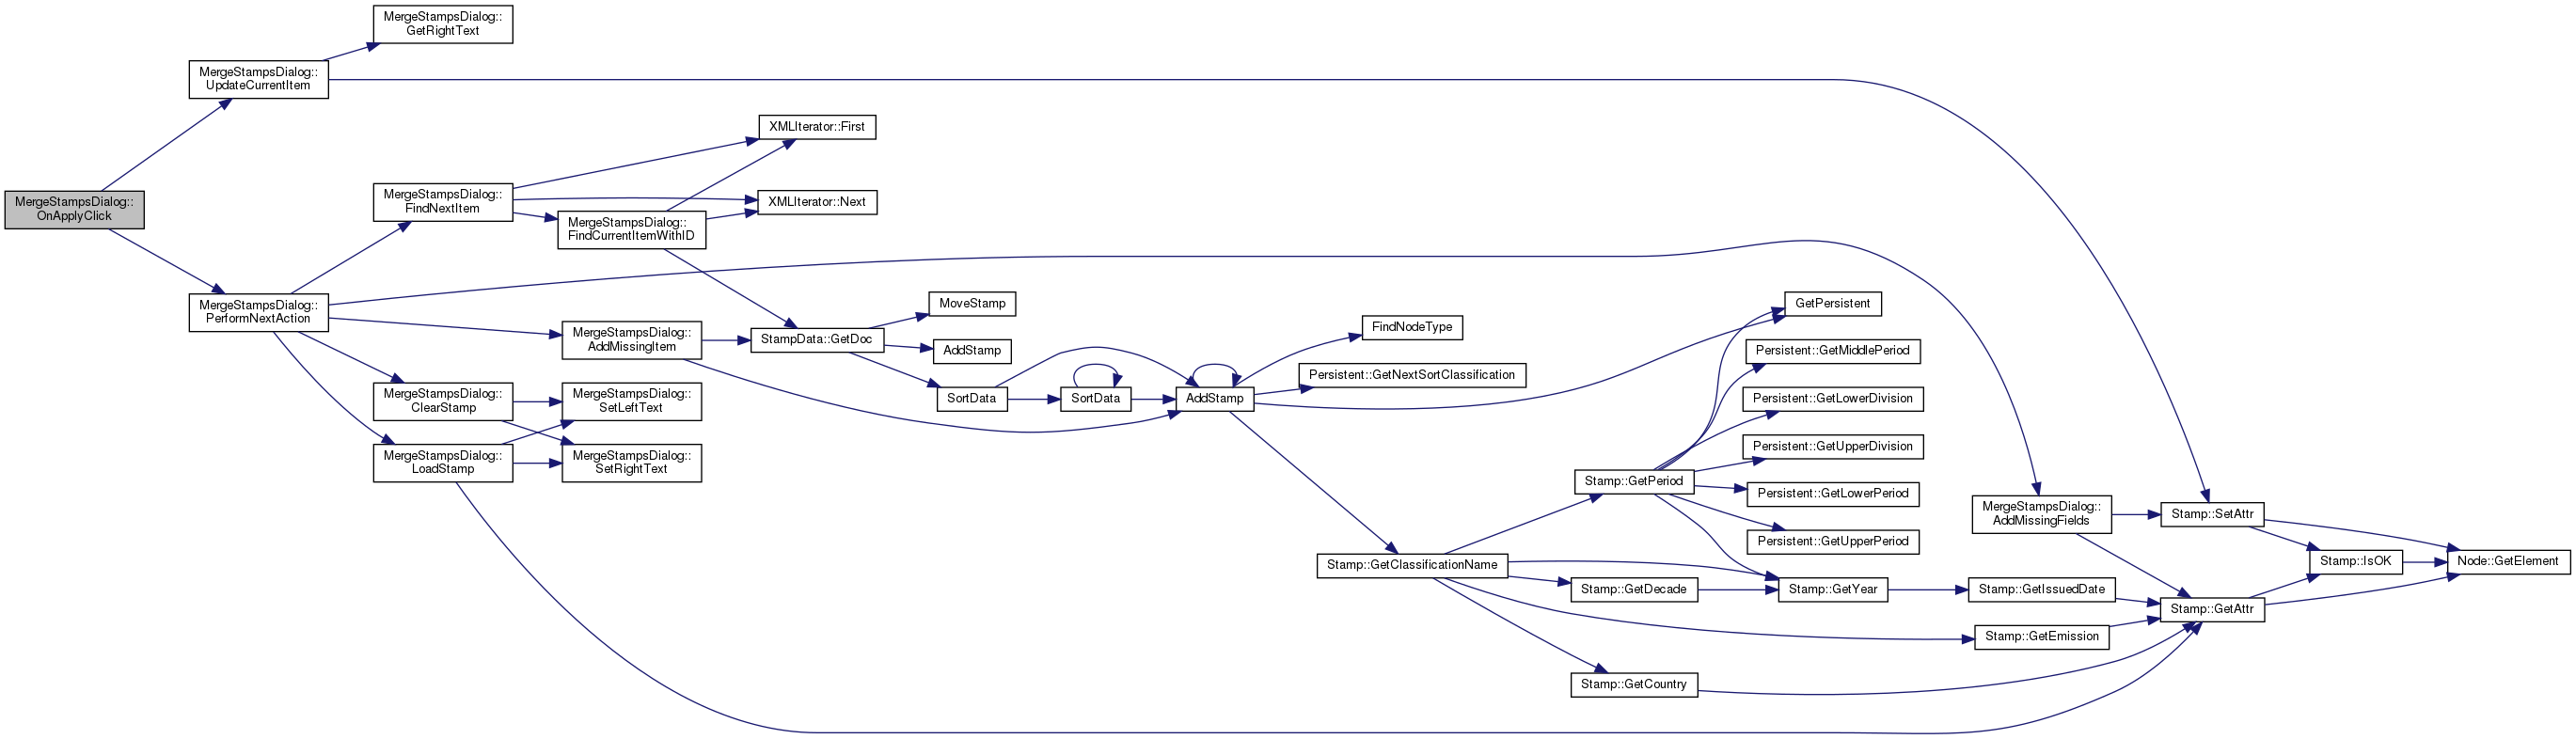 MergeStampsDialog::
OnApplyClick
MergeStampsDialog::
UpdateCurrentItem
MergeStampsDialog::
GetRightText
MergeStampsDialog::
PerformNextAction
MergeStampsDialog::
FindNextItem
MergeStampsDialog::
ClearStamp
MergeStampsDialog::
LoadStamp
MergeStampsDialog::
FindCurrentItemWithID
MergeStampsDialog::
AddMissingItem
MergeStampsDialog::
SetLeftText
MergeStampsDialog::
SetRightText
XMLIterator::First
XMLIterator::Next
StampData::GetDoc
MoveStamp
AddStamp
SortData
SortData
AddStamp
FindNodeType
Persistent::GetNextSortClassification
Stamp::GetClassificationName
Stamp::GetPeriod
Stamp::GetDecade
Stamp::GetCountry
GetPersistent
Persistent::GetMiddlePeriod
Persistent::GetLowerDivision
Persistent::GetUpperDivision
Persistent::GetLowerPeriod
Persistent::GetUpperPeriod
Stamp::GetYear
MergeStampsDialog::
AddMissingFields
Stamp::GetIssuedDate
Stamp::GetEmission
Stamp::SetAttr
Stamp::GetAttr
Stamp::IsOK
Node::GetElement